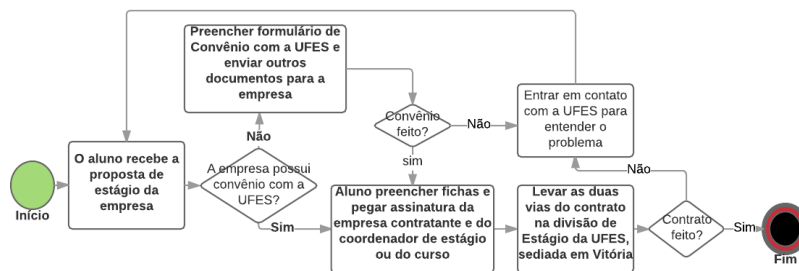 Preencher formulário de
Convênio com a UFES e
enviar outros
documentos para a
empresa
Não
Convênio
feito?
Não
sim
Entrar em contato
com a UFES para
entender o
problema
Início
O aluno recebe a
proposta de
estágio da
empresa
A empresa possui
convênio com a
UFES?
Sim
Aluno preencher fichas e
pegar assinatura da
empresa contratante e do
coordenador de estágio
ou do curso
Levar as duas
vias do contrato
na divisão de
Estágio da UFES,
sediada em Vitória
Não
Contrato
feito?
Sim
Fim